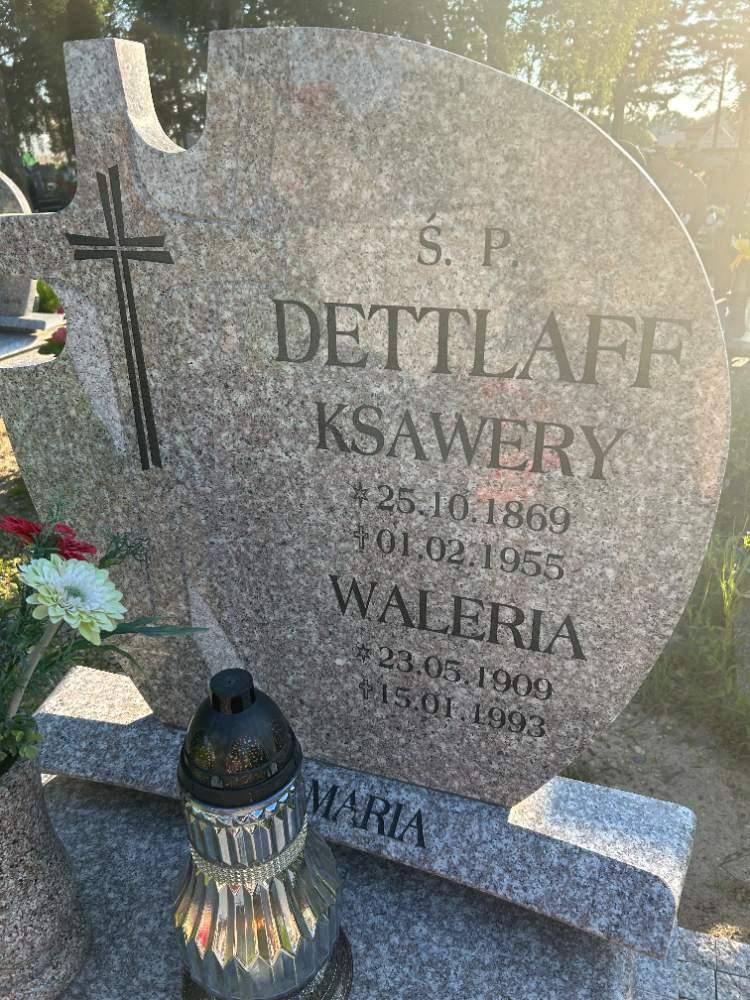 Ś. P.
DETTLAFF
KSAWERY
* 25.10.1869
† 01.02.1955
WALERIA
* 23.05.1909
† 15.01.1993
MARIA